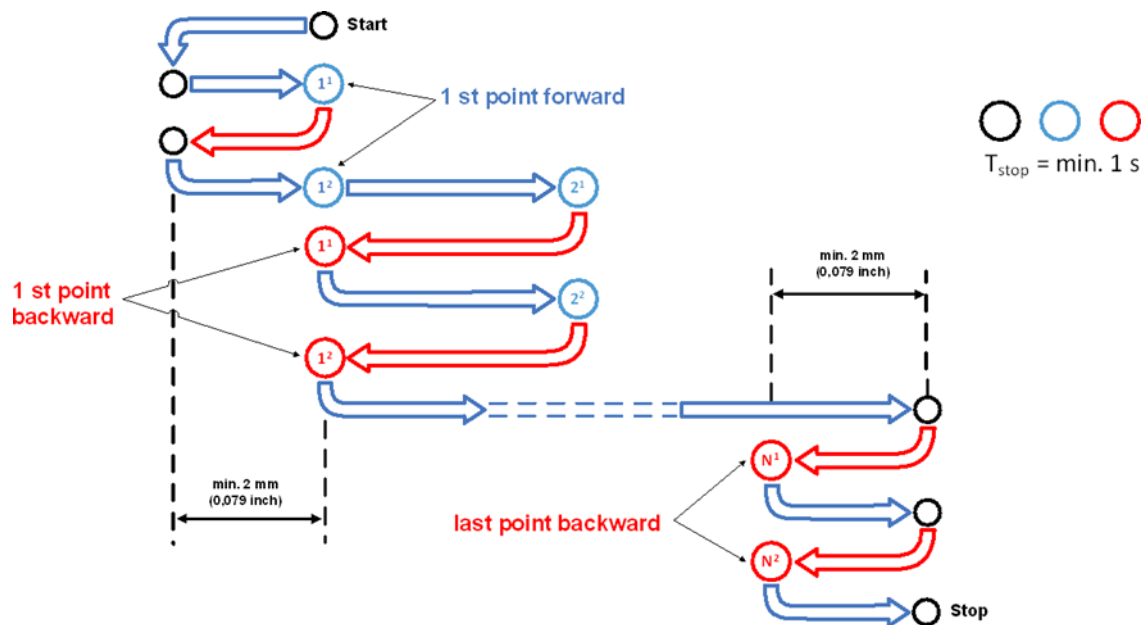 Start
1¹
1 st point forward
T_stop = min. 1 s
1²
2¹
1¹
min. 2 mm
(0,079 inch)
1 st point
backward
2²
1²
N¹
min. 2 mm
(0,079 inch)
last point backward
N²
Stop